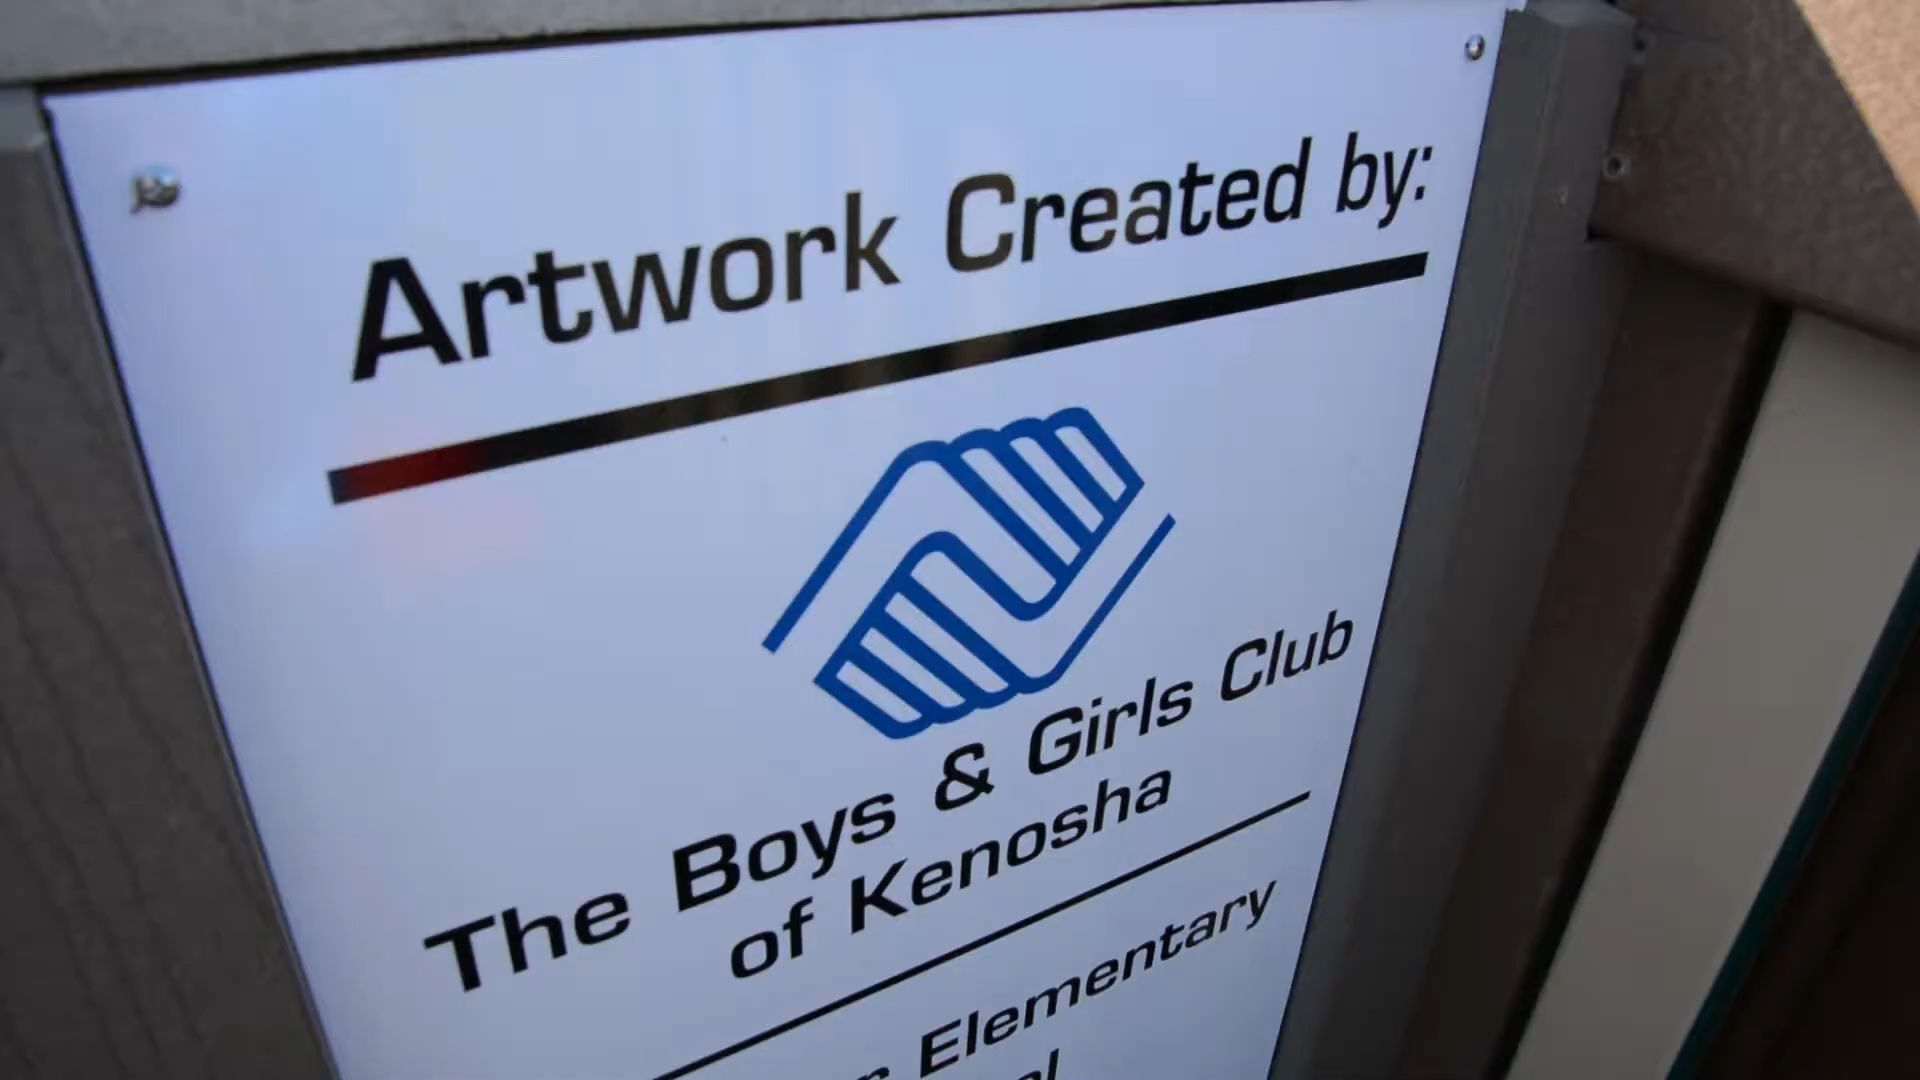 Artwork Created by:
The Boys & Girls Club
of Kenosha
Elementary